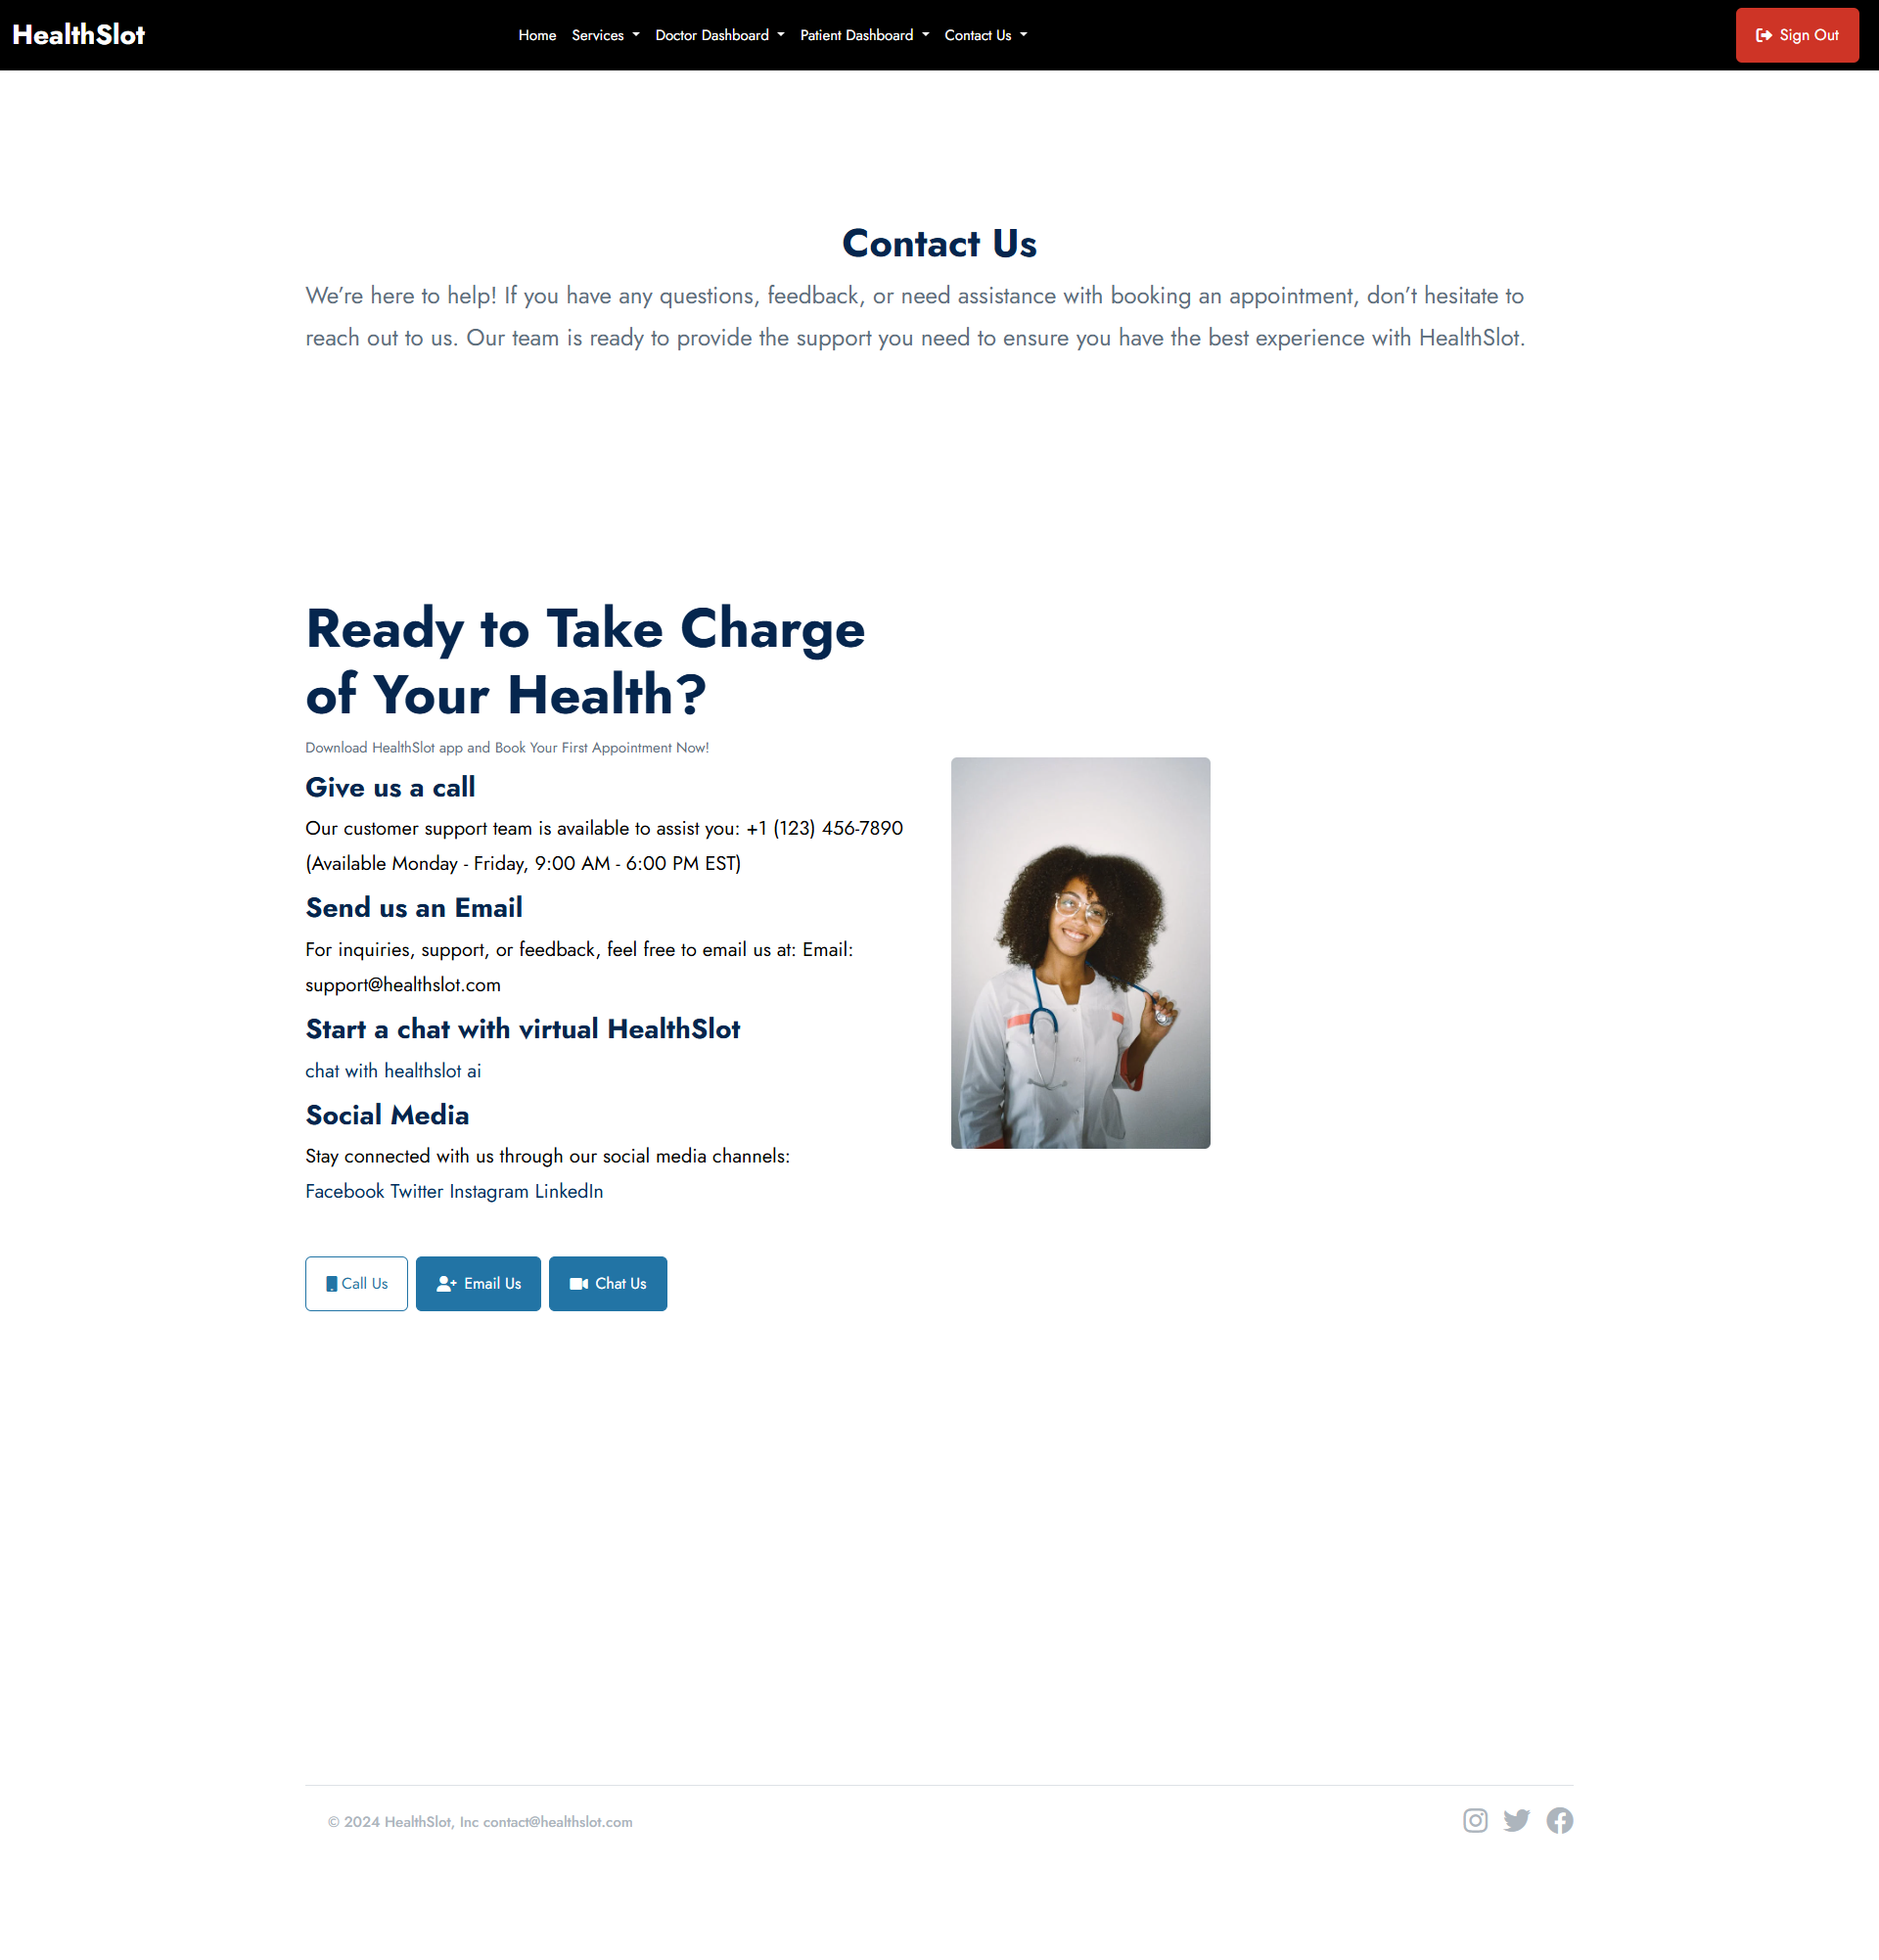 HealthSlot
Home Services Doctor Dashboard Patient Dashboard Contact Us
Sign Out
Contact Us
We’re here to help! If you have any questions, feedback, or need assistance with booking an appointment, don’t hesitate to
reach out to us. Our team is ready to provide the support you need to ensure you have the best experience with HealthSlot.
Ready to Take Charge
of Your Health?
Download HealthSlot app and Book Your First Appointment Now!
Give us a call
Our customer support team is available to assist you: +1 (123) 456-7890
(Available Monday - Friday, 9:00 AM - 6:00 PM EST)
Send us an Email
For inquiries, support, or feedback, feel free to email us at: Email:
support@healthslot.com
Start a chat with virtual HealthSlot
chat with healthslot ai
Social Media
Stay connected with us through our social media channels:
Facebook Twitter Instagram LinkedIn
Call Us
Email Us
Chat Us
© 2024 HealthSlot, Inc contact@healthslot.com